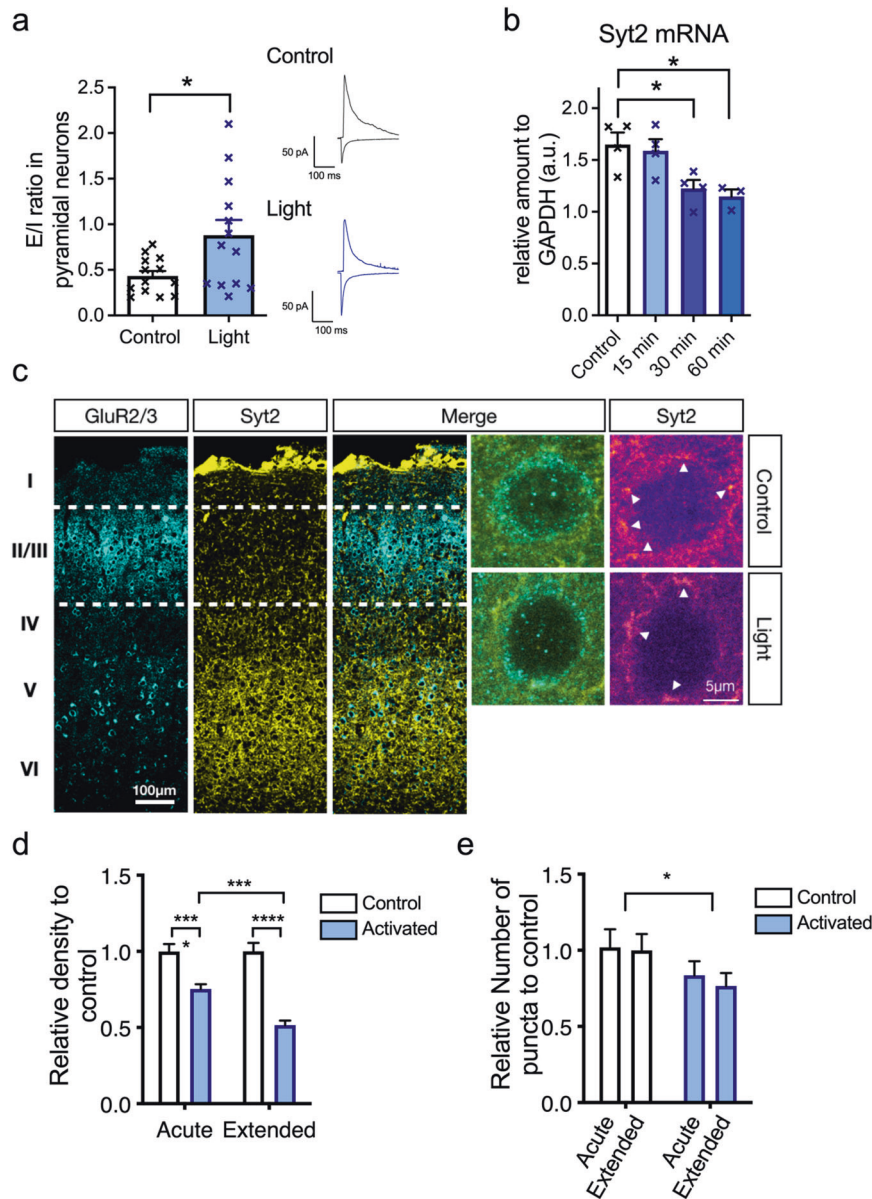 a
Control
*
E/I ratio in
pyramidal neurons
2.5
2.0
1.5
1.0
0.5
0.0
Control
Light
50 pA
100 ms
Light
50 pA
100 ms
b
Syt2 mRNA
*
*
relative amount to
GAPDH (a.u.)
2.0
1.5
1.0
0.5
0.0
Control
15 min
30 min
60 min
c
GluR2/3
Syt2
Merge
Syt2
I
II/III
IV
V
VI
100µm
Control
Light
5µm
d
Relative density to
control
1.5
1.0
0.5
0.0
***
***
*
****
Control
Activated
Acute
Extended
e
Relative Number of
puncta to control
1.5
1.0
0.5
0.0
*
Control
Activated
Acute
Extended
Acute
Extended